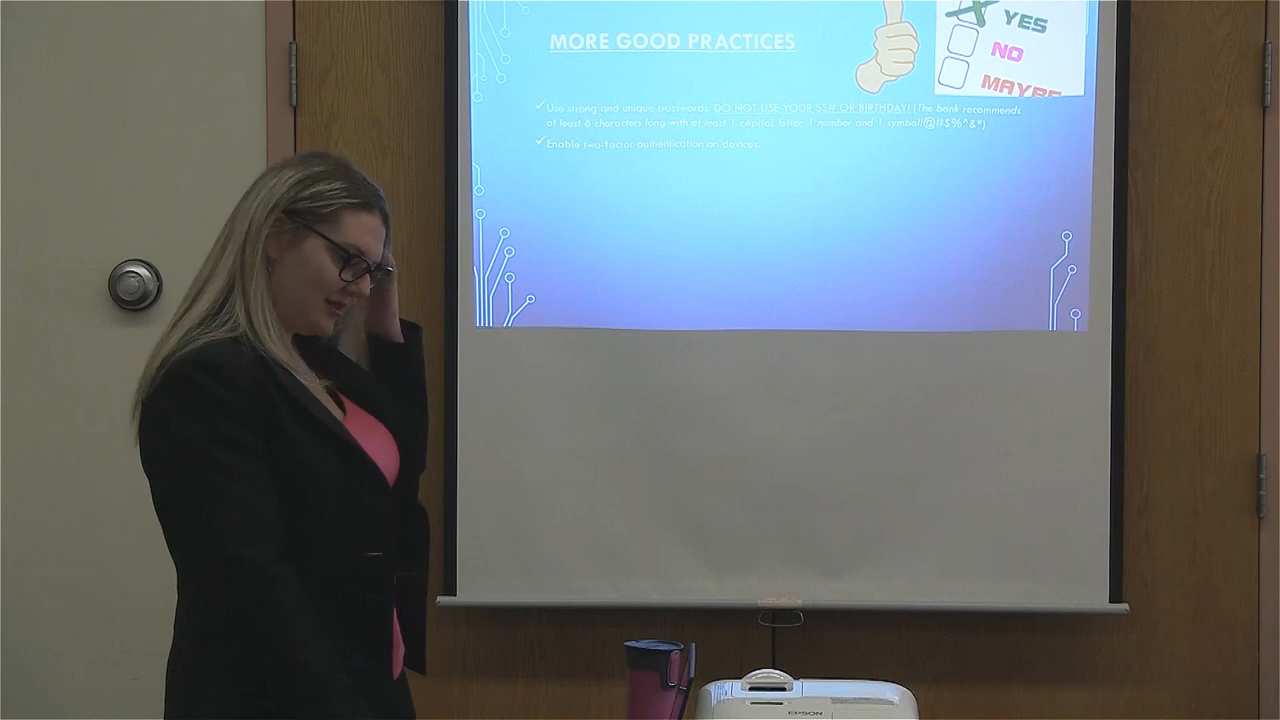 MORE GOOD PRACTICES
YES
NO
MAYBE
Use strong and unique passwords. DO NOT USE YOUR SS# OR BIRTHDAY! (The bank recommends
at least 6 characters long with at least 1 cApitaL letter, 1 number and 1 symbol!@#$%^&*)
Enable two-factor authentication on devices.
EPSON